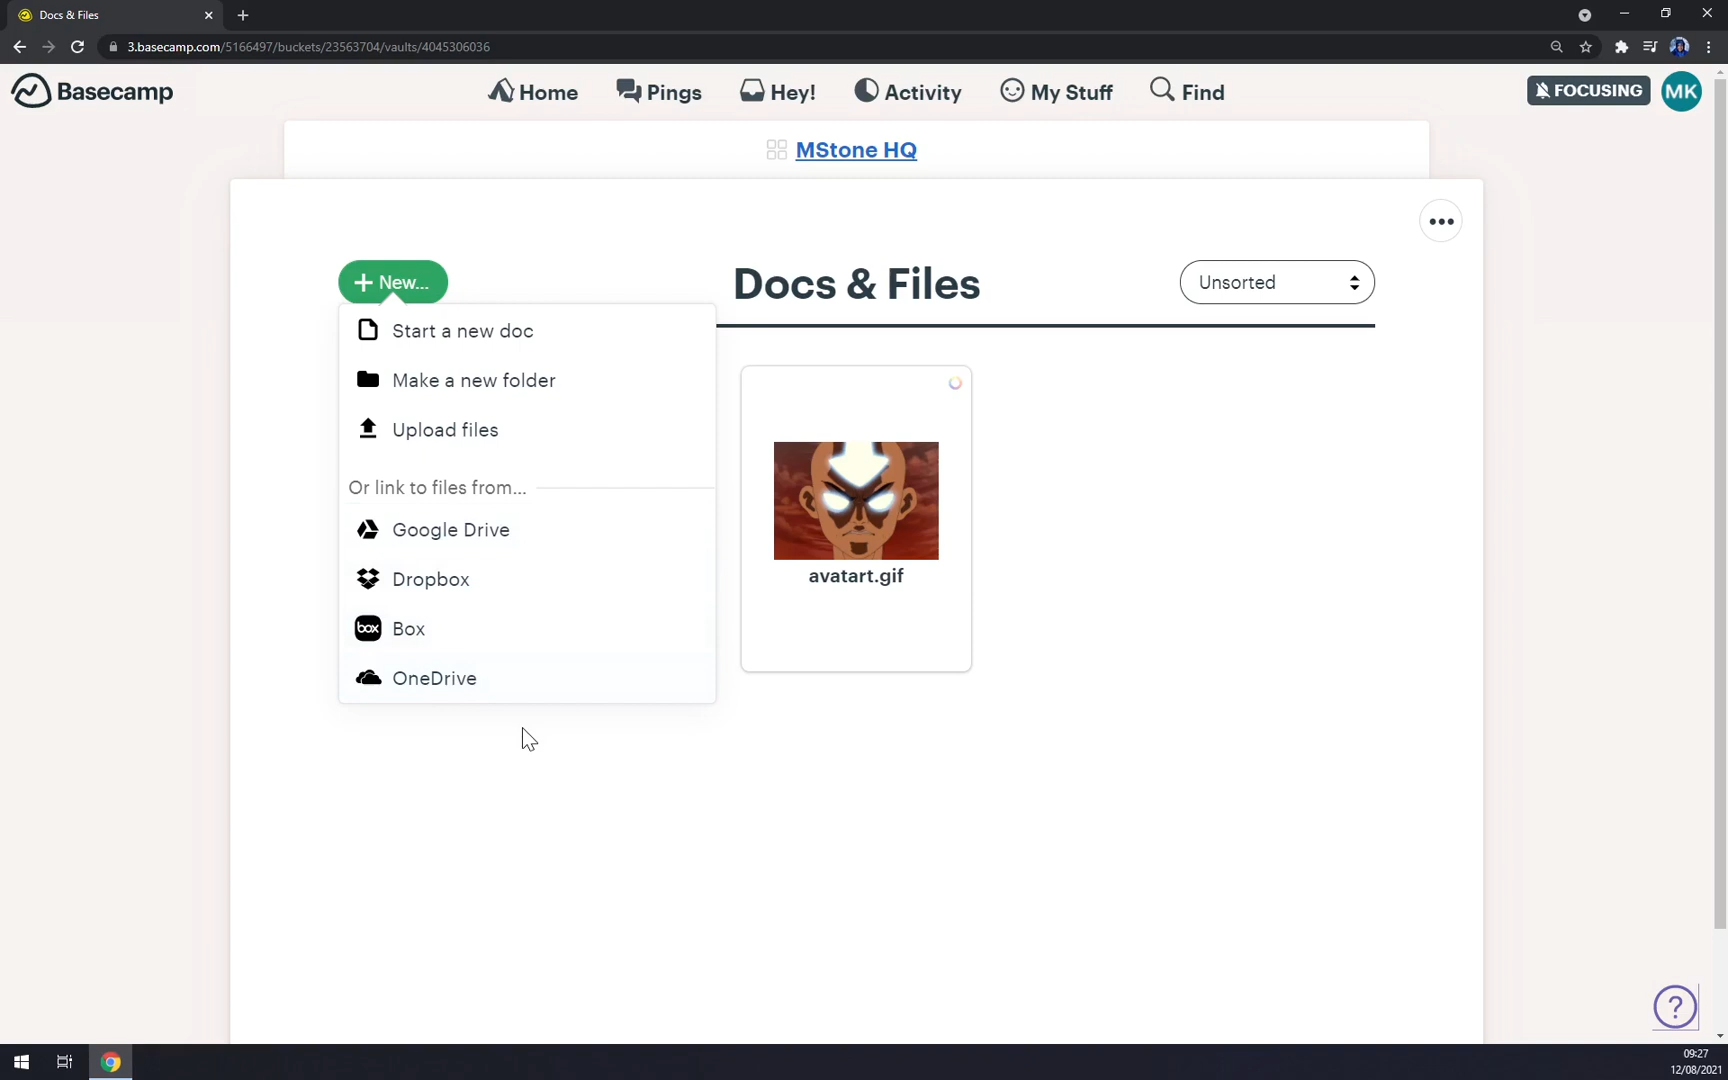 Docs & Files
3.basecamp.com/5166497/buckets/23563704/vaults/4045306036
Basecamp
Home
Pings
Hey!
Activity
My Stuff
Find
FOCUSING
MK
MStone HQ
New...
Docs & Files
Unsorted
Start a new doc
Make a new folder
Upload files
Or link to files from...
Google Drive
Dropbox
box
Box
OneDrive
avatart.gif
?
09:27
12/08/2021